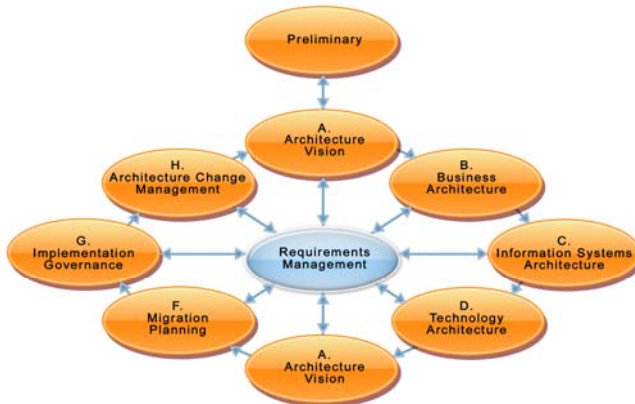 Preliminary
A.
Architecture
Vision
H.
Architecture Change
Management
B.
Business
Architecture
G.
Implementation
Governance
Requirements
Management
C.
Information Systems
Architecture
F.
Migration
Planning
D.
Technology
Architecture
A.
Architecture
Vision